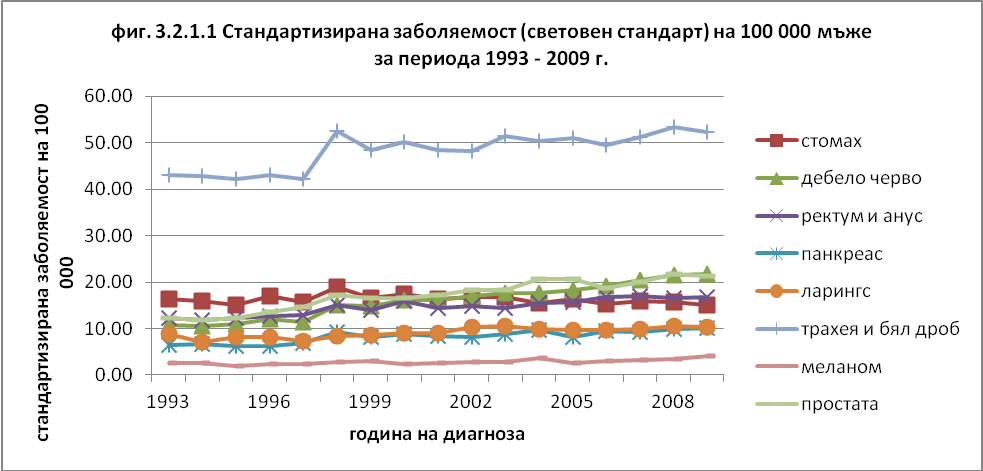 фиг. 3.2.1.1 Стандартизирана заболяемост (световен стандарт) на 100 000 мъже
за периода 1993 - 2009 г.
стандартизирана заболяемост на 100
000
60.00
50.00
40.00
30.00
20.00
10.00
0.00
1993
1996
1999
2002
2005
2008
година на диагноза
стомах
дебело черво
ректум и анус
панкреас
ларингс
трахея и бял дроб
меланом
простата